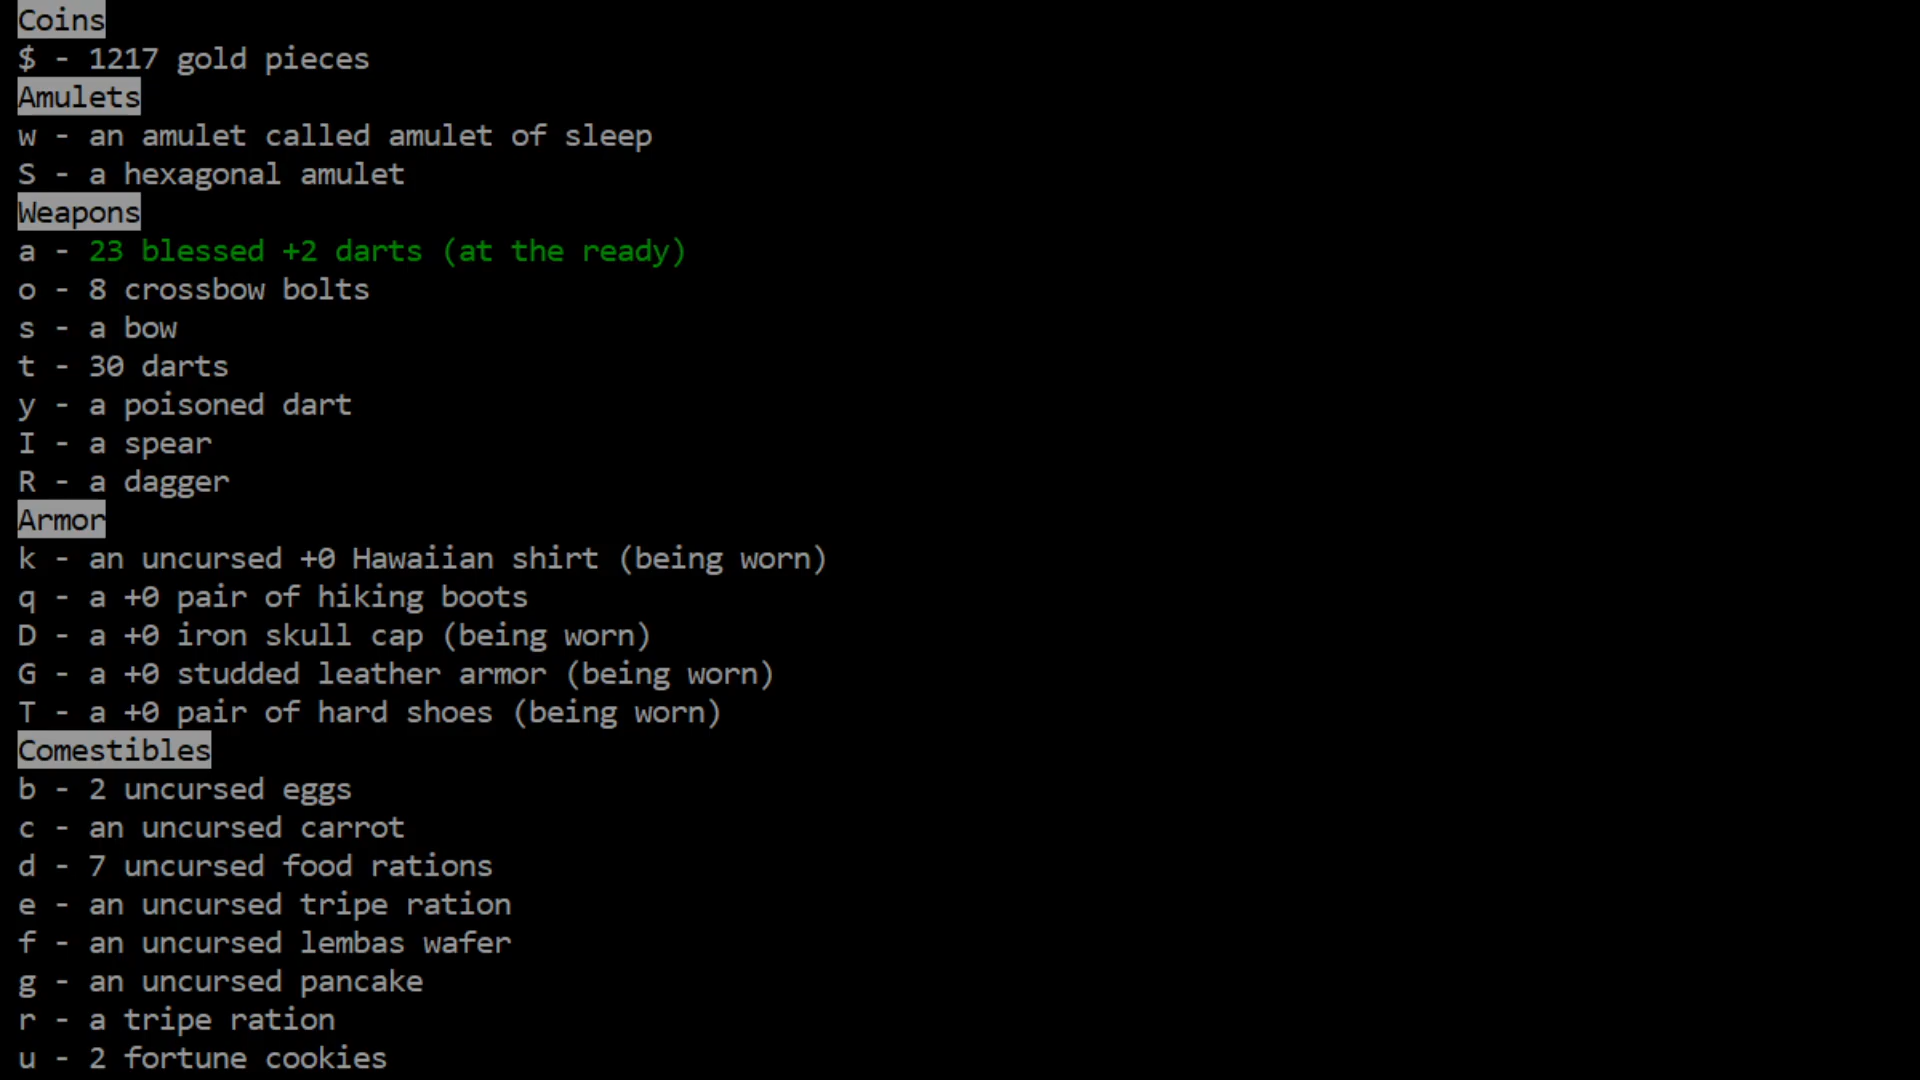 Coins
$ - 1217 gold pieces
Amulets
w - an amulet called amulet of sleep
S - a hexagonal amulet
Weapons
a - 23 blessed +2 darts (at the ready)
o - 8 crossbow bolts
s - a bow
t - 30 darts
y - a poisoned dart
I - a spear
R - a dagger
Armor
k - an uncursed +0 Hawaiian shirt (being worn)
q - a +0 pair of hiking boots
D - a +0 iron skull cap (being worn)
G - a +0 studded leather armor (being worn)
T - a +0 pair of hard shoes (being worn)
Comestibles
b - 2 uncursed eggs
c - an uncursed carrot
d - 7 uncursed food rations
e - an uncursed tripe ration
f - an uncursed lembas wafer
g - an uncursed pancake
r - a tripe ration
u - 2 fortune cookies